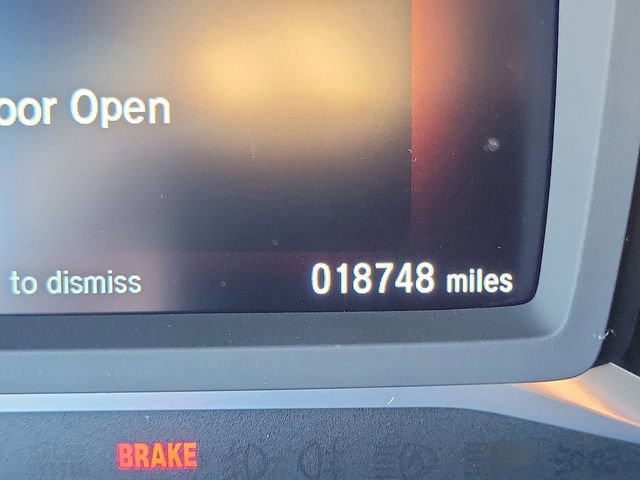 oor Open
to dismiss
018748 miles
BRAKE